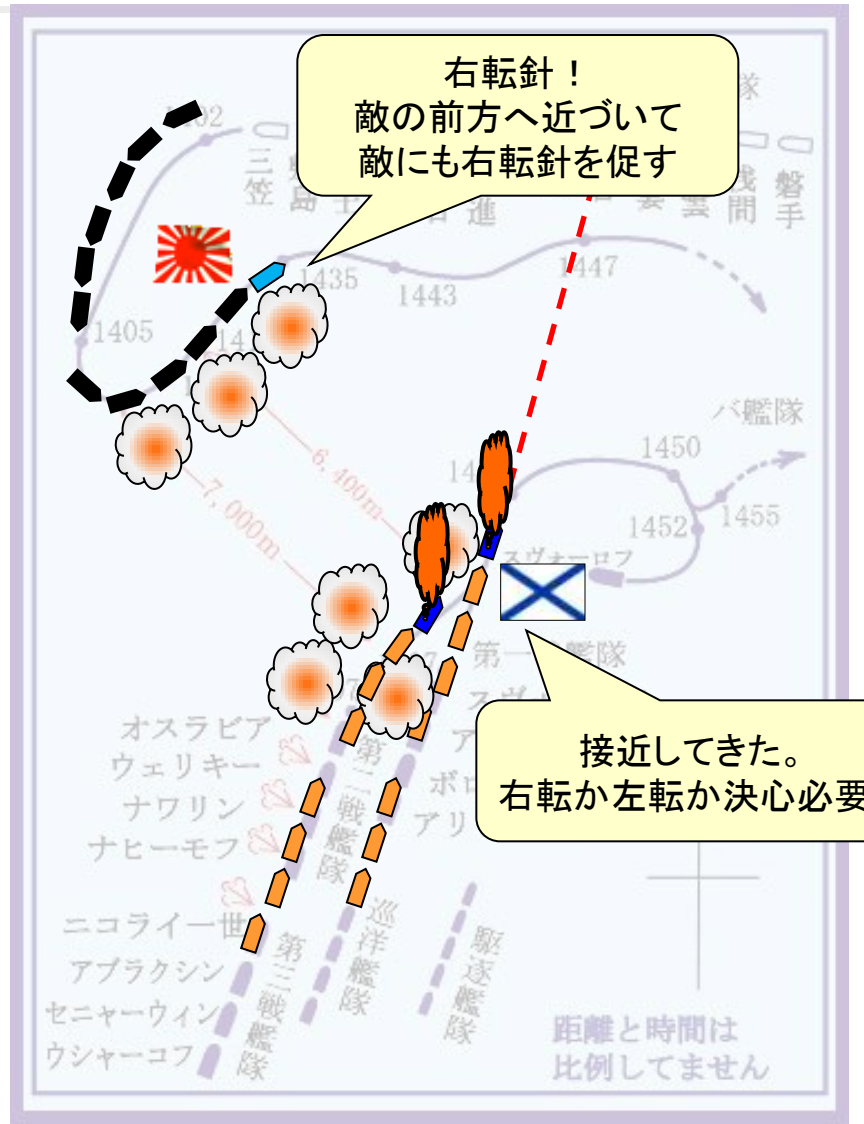 右転針！
敵の前方へ近づいて
敵にも右転針を促す
隊
三笠
進
浅間
磐手
1435
1443
1447
1405
6,400m
7,000m
バ艦隊
1450
1452
1455
スヴォーロフ
第一
艦隊
接近してきた。
右転か左転か決心必要
オスラビア
ウェリキー
ナワリン
ナヒーモフ
第二戦艦隊
ニコライ一世
アブラクシン
セニャーウィン
ウシャーコフ
第三戦艦隊
巡洋艦隊
駆逐艦隊
距離と時間は
比例してません